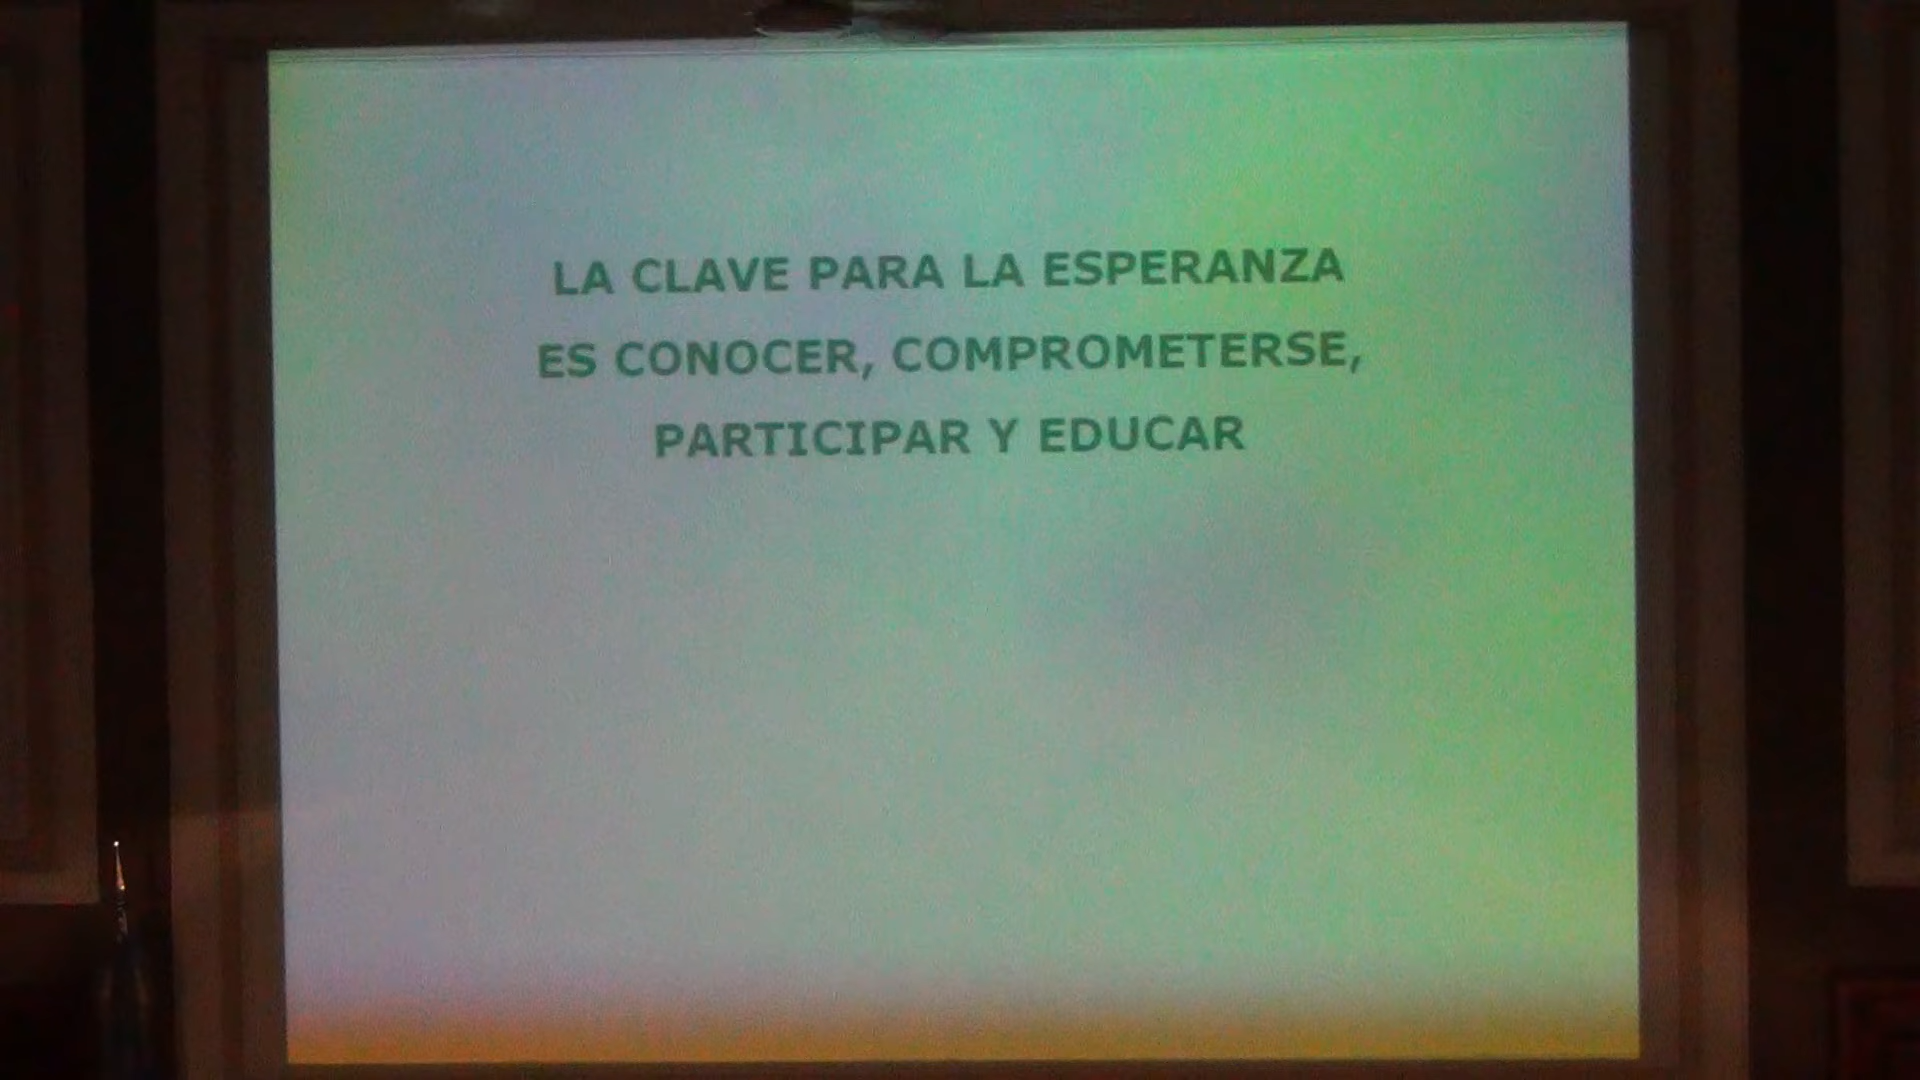 LA CLAVE PARA LA ESPERANZA
ES CONOCER, COMPROMETERSE,
PARTICIPAR Y EDUCAR